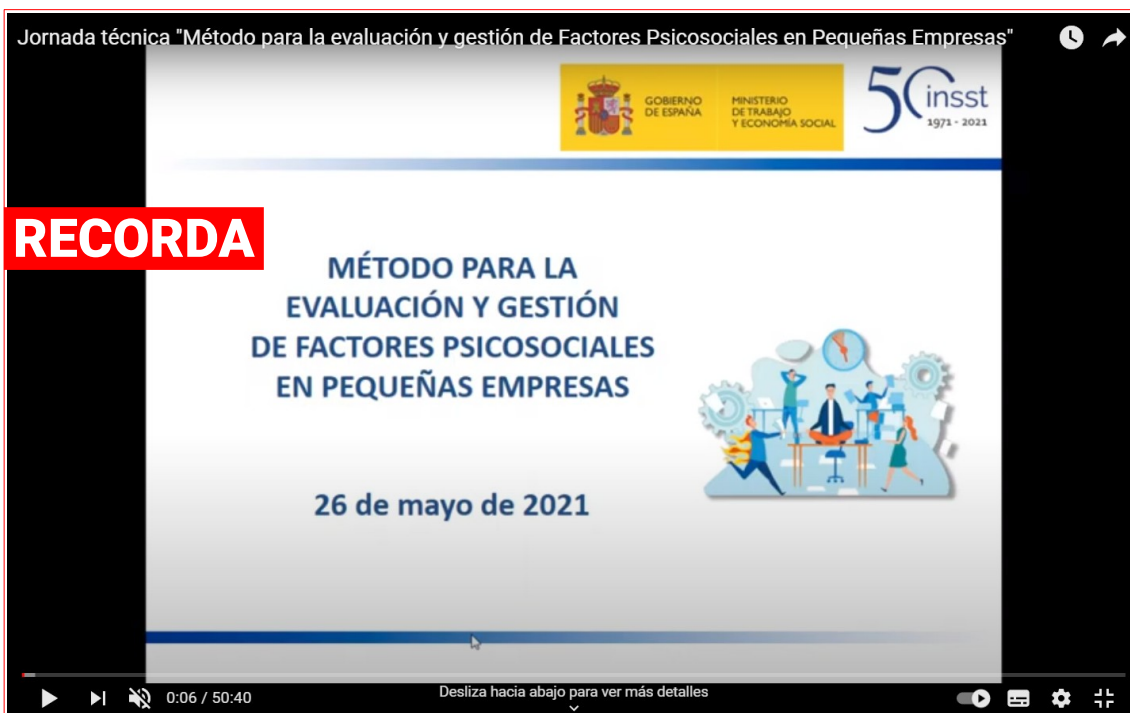 Jornada técnica "Método para la evaluación y gestión de Factores Psicosociales en Pequeñas Empresas"
GOBIERNO
DE ESPAÑA
MINISTERIO
DE TRABAJO
Y ECONOMÍA SOCIAL
50 insst
1971 - 2021
RECORDA
MÉTODO PARA LA
EVALUACIÓN Y GESTIÓN
DE FACTORES PSICOSOCIALES
EN PEQUEÑAS EMPRESAS
26 de mayo de 2021
0:06 / 50:40
Desliza hacia abajo para ver más detalles